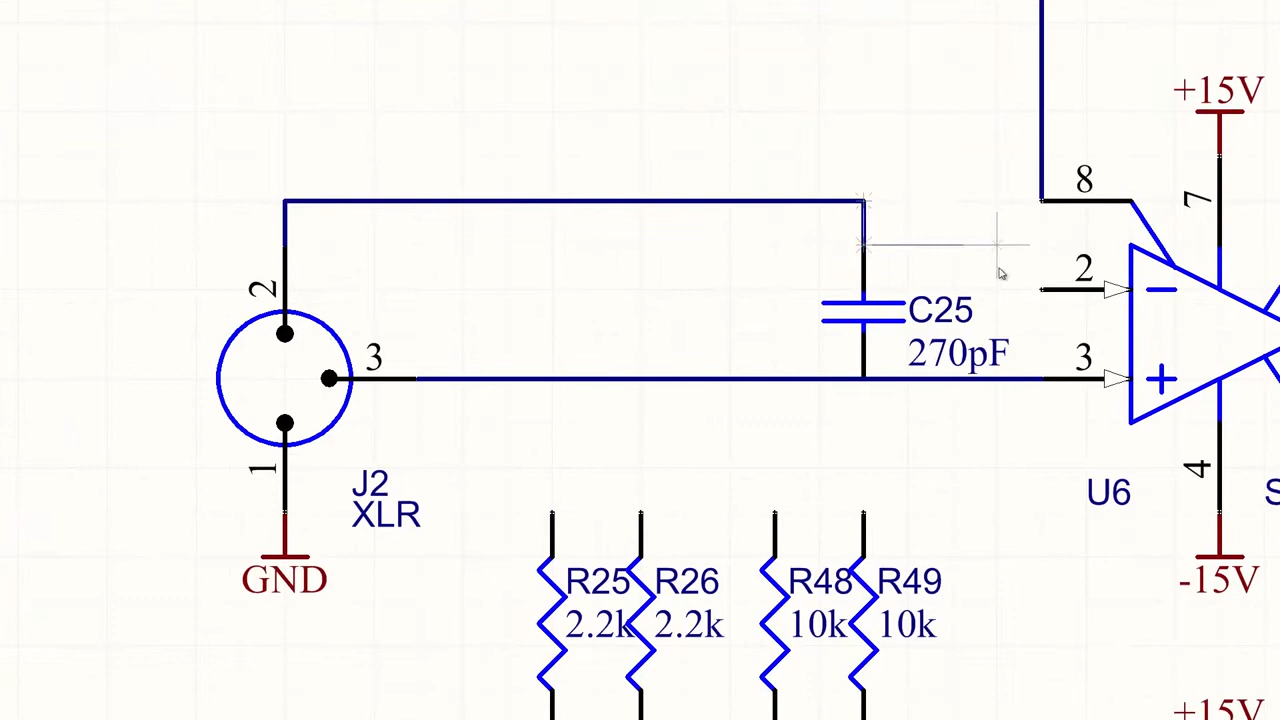 +15V
8
7
2
2
C25
3
270pF
3
1
4
J2
XLR
U6
S
GND
-15V
R25
R26
R48
R49
2.2k
2.2k
10k
10k
+15V